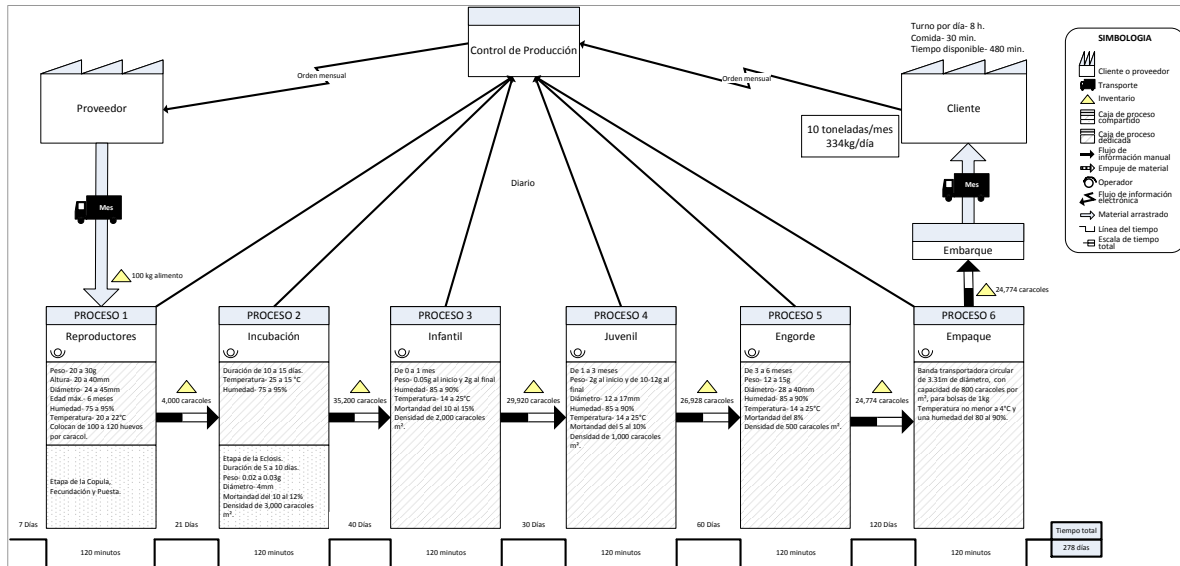 Control de Producción
Turno por día- 8 h.
Comida- 30 min.
Tiempo disponible- 480 min.
Orden mensual
Orden mensual
Proveedor
Cliente
10 toneladas/mes
334kg/día
Diario
Mes
Mes
Embarque
100 kg alimento
24,774 caracoles
SIMBOLOGIA
Cliente o proveedor
Transporte
Inventario
Caja de proceso
compartido
Caja de proceso
dedicada
Flujo de
información manual
Empuje de material
Operador
Flujo de información
electrónica
Material arrastrado
Línea del tiempo
Escala de tiempo
total
PROCESO 1
Reproductores
Peso- 20 a 30g
Altura- 20 a 40mm
Diámetro- 24 a 45mm
Edad máx.- 6 meses
Humedad- 75 a 95%
Temperatura- 20 a 22°C
Colocan de 100 a 120 huevos
por caracol.
Etapa de la Copula,
Fecundación y Puesta.
4,000 caracoles
PROCESO 2
Incubación
Duración de 10 a 15 días.
Temperatura- 25 a 15 °C
Humedad- 75 a 95%
Etapa de la Eclosis.
Duración de 5 a 10 días.
Peso- 0.02 a 0.03g
Diámetro- 4mm
Mortandad del 10 al 12%
Densidad de 3,000 caracoles
m².
35,200 caracoles
PROCESO 3
Infantil
De 0 a 1 mes
Peso- 0.05g al inicio y 2g al final
Humedad- 85 a 90%
Temperatura- 14 a 25°C
Mortandad del 10 al 15%
Densidad de 2,000 caracoles
m².
29,920 caracoles
PROCESO 4
Juvenil
De 1 a 3 meses
Peso- 2g al inicio y de 10-12g al
final
Diámetro- 12 a 17mm
Humedad- 85 a 90%
Temperatura- 14 a 25°C
Mortandad del 5 al 10%
Densidad de 1,000 caracoles
m².
26,928 caracoles
PROCESO 5
Engorde
De 3 a 6 meses
Peso- 12 a 15g
Diámetro- 28 a 40mm
Humedad- 85 a 90%
Temperatura- 14 a 25°C
Mortandad del 8%
Densidad de 500 caracoles m².
24,774 caracoles
PROCESO 6
Empaque
Banda transportadora circular
de 3.31m de diámetro, con
capacidad de 800 caracoles por
m², para bolsas de 1kg
Temperatura no menor a 4°C y
una humedad del 80 al 90%.
7 Días
21 Días
40 Días
30 Días
60 Días
120 Días
120 minutos
120 minutos
120 minutos
120 minutos
120 minutos
120 minutos
Tiempo total
278 días